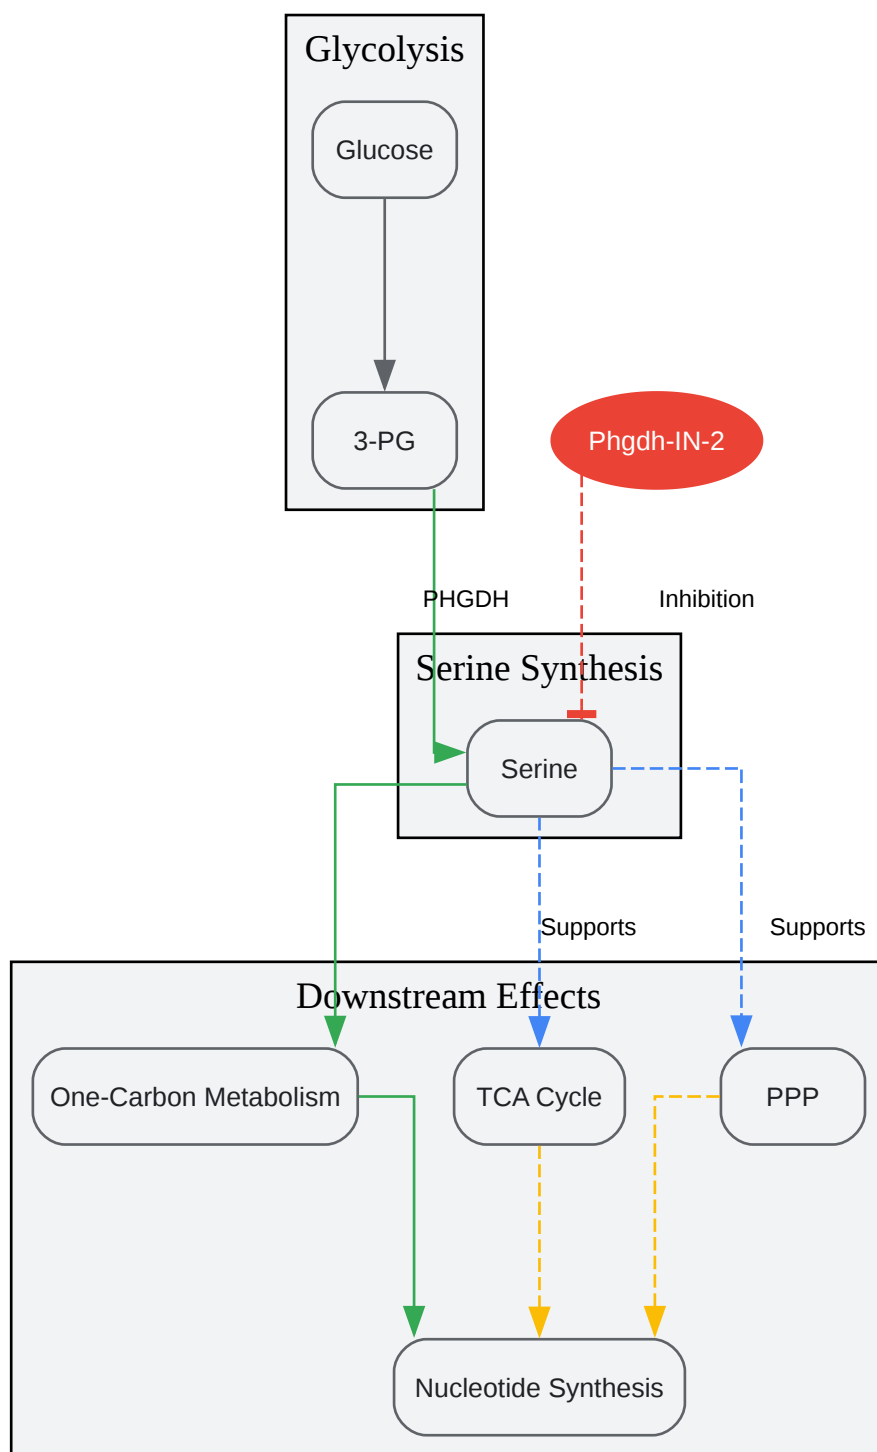 Glycolysis
Glucose
3-PG
Phgdh-IN-2
PHGDH
Inhibition
Serine Synthesis
Serine
Supports
Supports
Downstream Effects
One-Carbon Metabolism
TCA Cycle
PPP
Nucleotide Synthesis